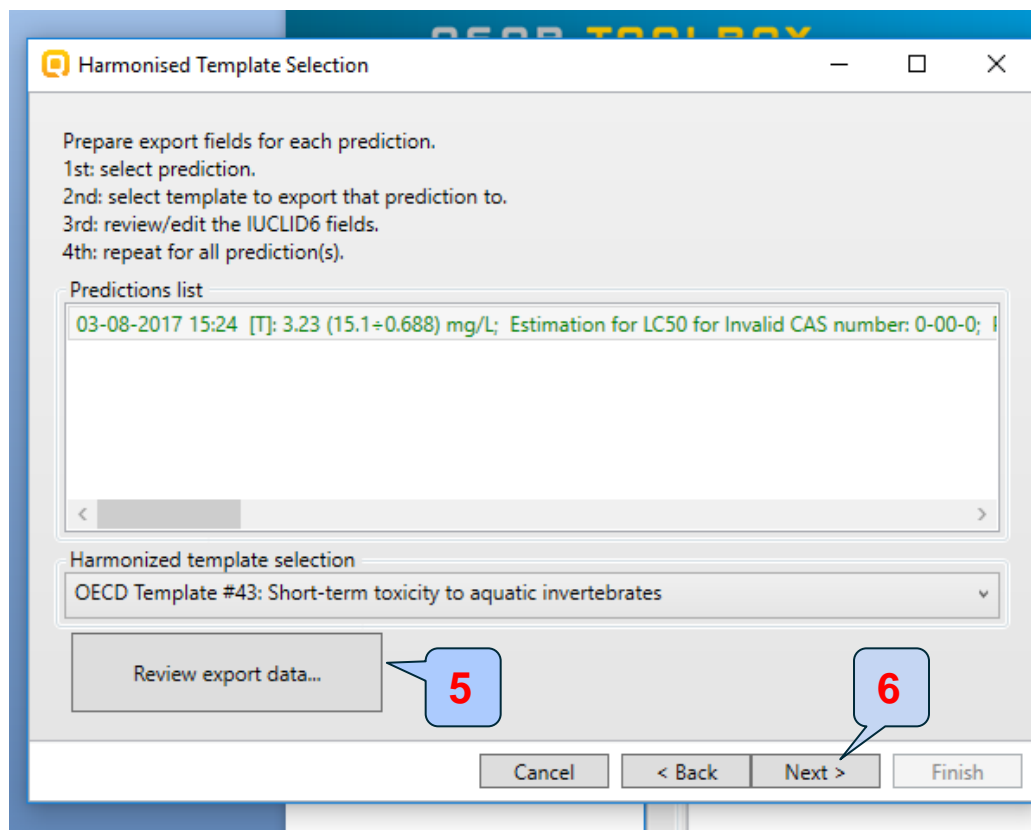 QSAR TOOLBOX
Harmonised Template Selection
Prepare export fields for each prediction.
1st: select prediction.
2nd: select template to export that prediction to.
3rd: review/edit the IUCLID6 fields.
4th: repeat for all prediction(s).
Predictions list
03-08-2017 15:24 [T]: 3.23 (15.1÷0.688) mg/L; Estimation for LC50 for Invalid CAS number: 0-00-0;
Harmonized template selection
OECD Template #43: Short-term toxicity to aquatic invertebrates
Review export data...
5
6
Cancel
< Back
Next >
Finish